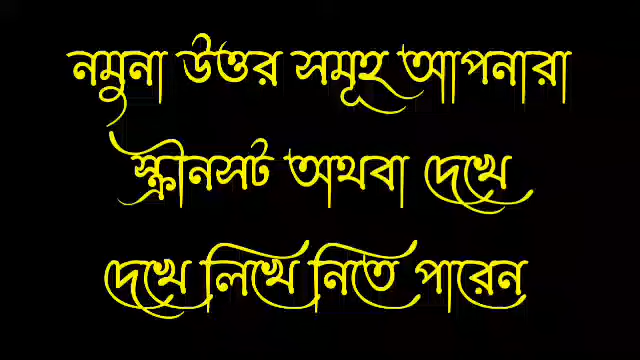 নমুনা উত্তর সমূহ আপনারা
স্ক্রীনসট অথবা দেখে
দেখে লিখে নিতে পারেন